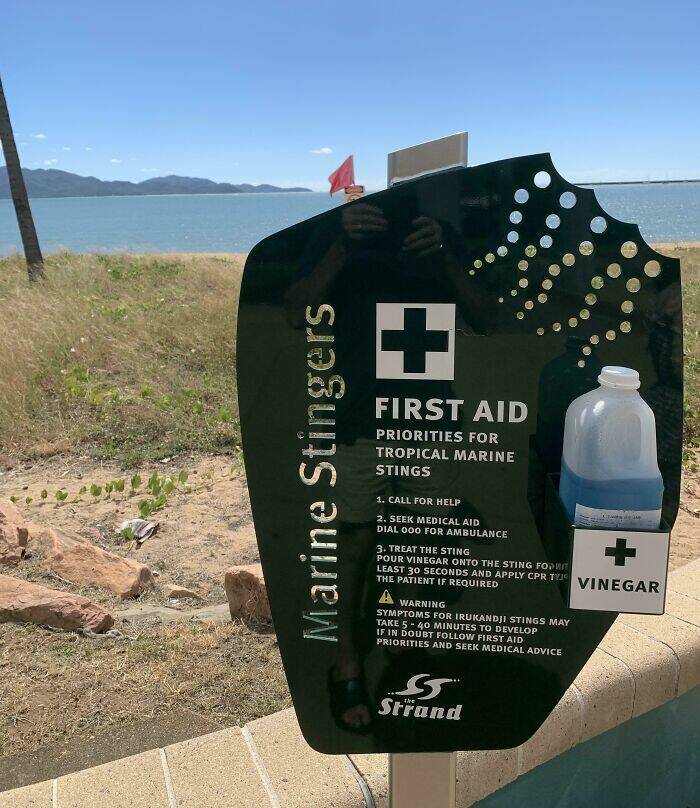 Marine Stingers
FIRST AID
PRIORITIES FOR
TROPICAL MARINE
STINGS
1. CALL FOR HELP
2. SEEK MEDICAL AID
DIAL 000 FOR AMBULANCE
3. TREAT THE STING
POUR VINEGAR ONTO THE STING FOR
LEAST 30 SECONDS AND APPLY CPR TO
THE PATIENT IF REQUIRED
WARNING
SYMPTOMS FOR IRUKANDJI STINGS MAY
TAKE 5 - 40 MINUTES TO DEVELOP
IF IN DOUBT FOLLOW FIRST AID
PRIORITIES AND SEEK MEDICAL ADVICE
the
Strand
VINEGAR